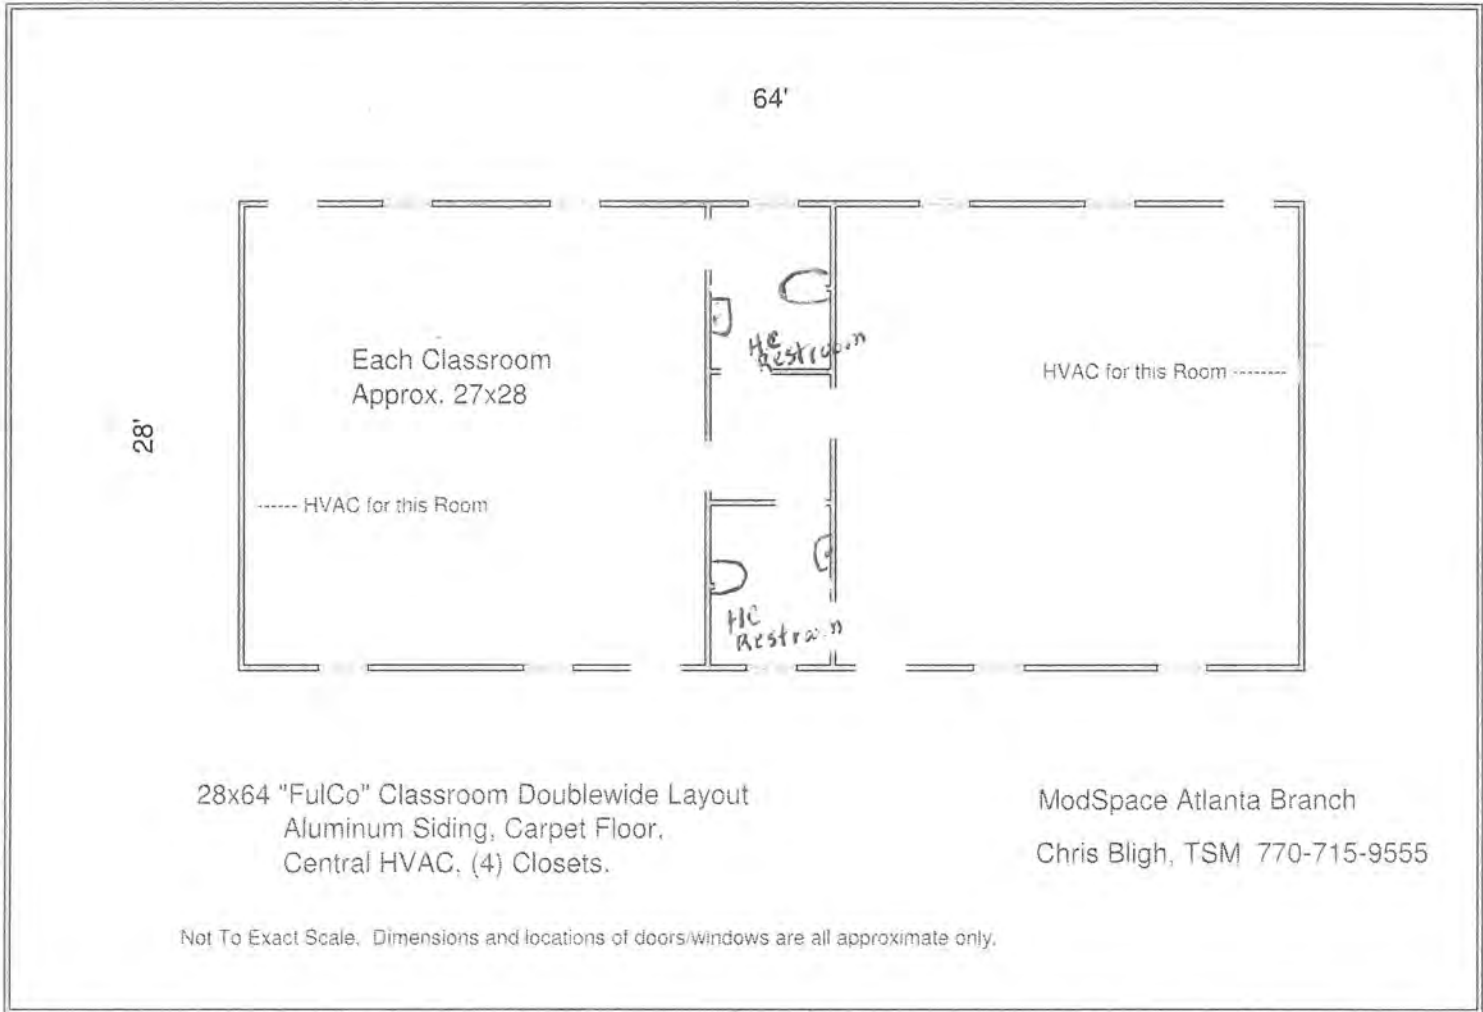 64'
HC
Restroom
Each Classroom
Approx. 27x28
HVAC for this Room
28'
------ HVAC for this Room
HC
Restroom
28x64 "FulCo" Classroom Doublewide Layout
Aluminum Siding, Carpet Floor,
Central HVAC, (4) Closets.
ModSpace Atlanta Branch
Chris Bligh, TSM 770-715-9555
Not To Exact Scale. Dimensions and locations of doors/windows are all approximate only.